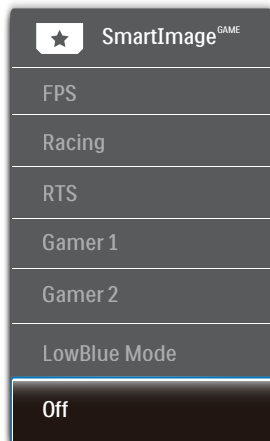 SmartImage GAME
FPS
Racing
RTS
Gamer 1
Gamer 2
LowBlue Mode
Off